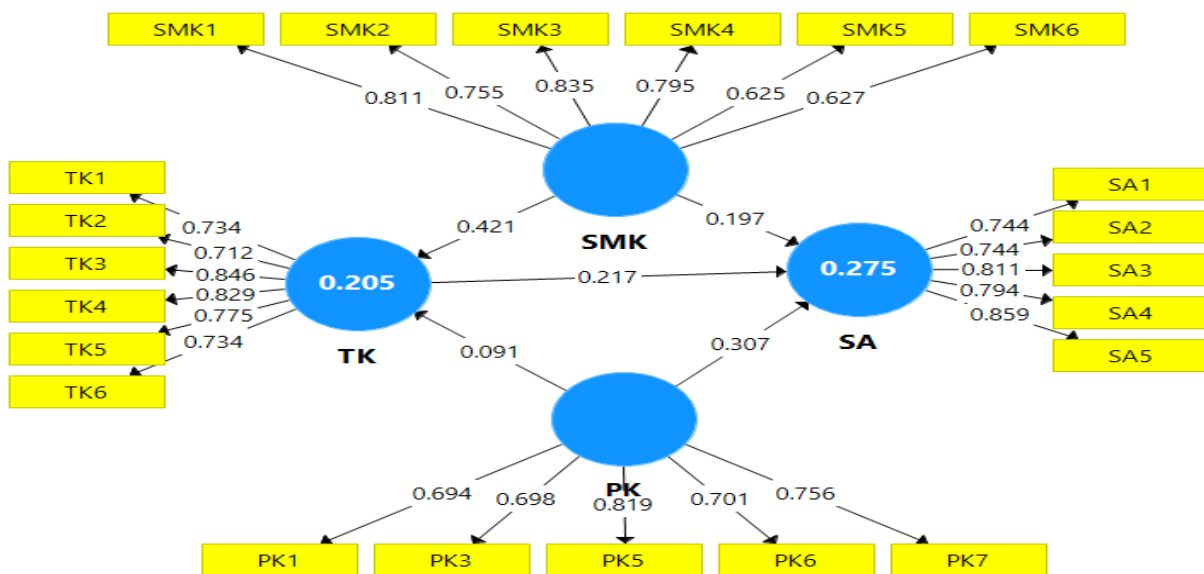 SMK1 SMK2 SMK3 SMK4 SMK5 SMK6
0.811 0.755 0.835 0.795 0.625 0.627
TK1
TK2
TK3
TK4
TK5
TK6
0.734
0.712
0.846
0.829
0.775
0.734
0.421
SMK
0.197
0.205
TK
0.217
0.275
SA
0.744
0.744
0.811
0.794
0.859
SA1
SA2
SA3
SA4
SA5
0.091
0.307
PK
0.694 0.698 0.819 0.701 0.756
PK1 PK3 PK5 PK6 PK7